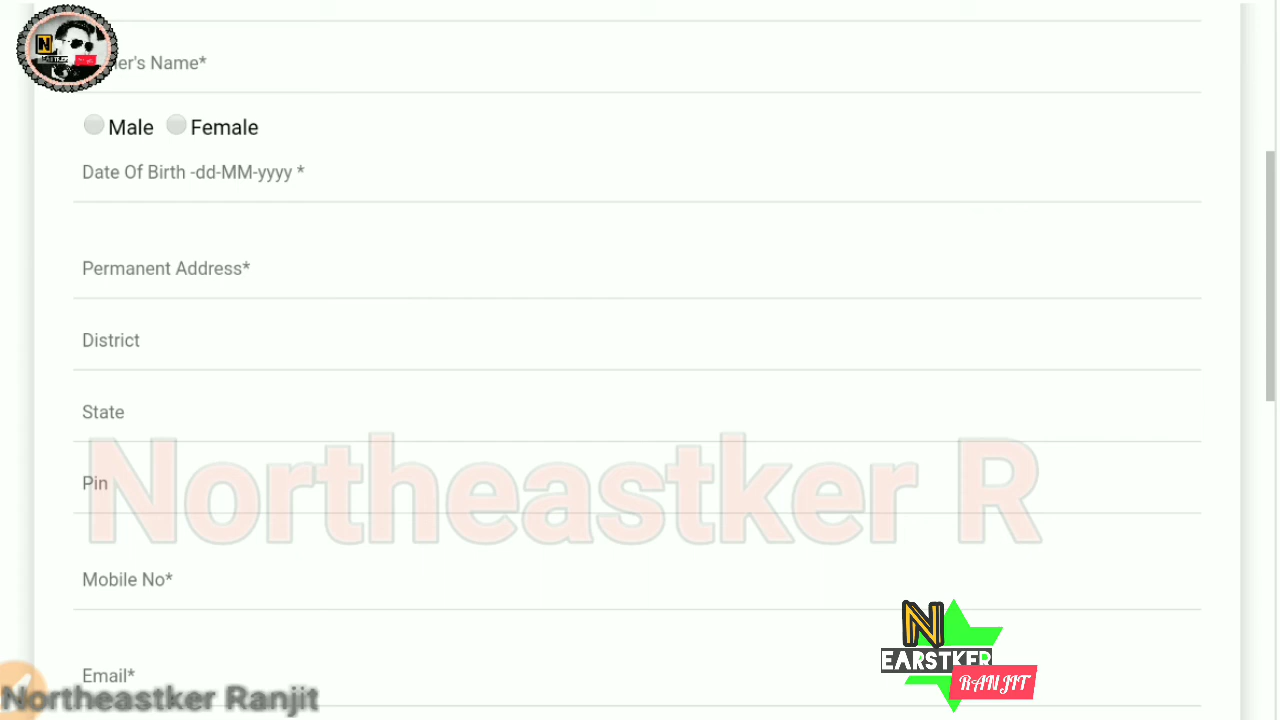 er's Name*
Male Female
Date Of Birth -dd-MM-yyyy *
Permanent Address*
District
State
Northeastker R
Pin
Mobile No*
N
EARSTKER
RANJIT
Email*
Northeastker Ranjit